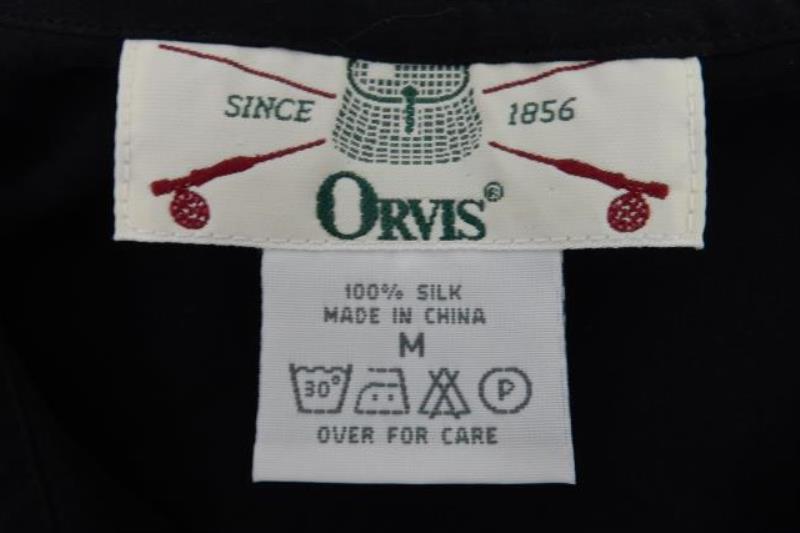 SINCE 1856
ORVIS®
100% SILK
MADE IN CHINA
M
30° P
OVER FOR CARE